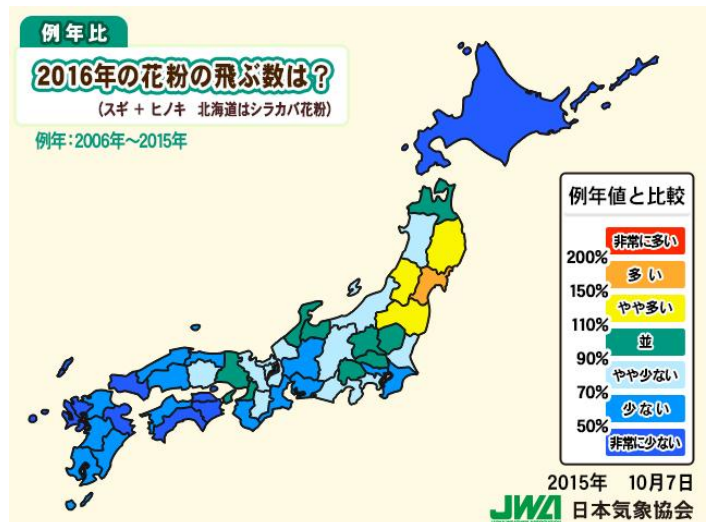 例年比
2016年の花粉の飛ぶ数は？
(スギ + ヒノキ 北海道はシラカバ花粉)
例年：2006年～2015年
例年値と比較
非常に多い
200%
多い
150%
やや多い
110%
並
90%
やや少ない
70%
少ない
50%
非常に少ない
2015年 10月7日
JWA 日本気象協会